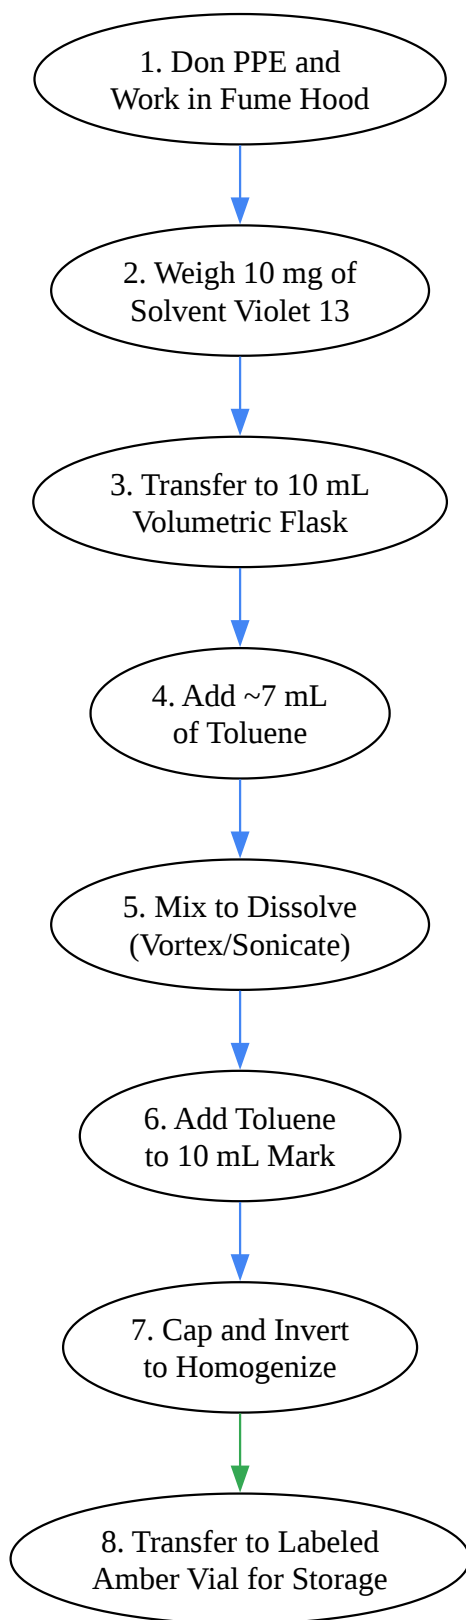 1. Don PPE and
Work in Fume Hood
2. Weigh 10 mg of
Solvent Violet 13
3. Transfer to 10 mL
Volumetric Flask
4. Add ~7 mL
of Toluene
5. Mix to Dissolve
(Vortex/Sonicate)
6. Add Toluene
to 10 mL Mark
7. Cap and Invert
to Homogenize
8. Transfer to Labeled
Amber Vial for Storage